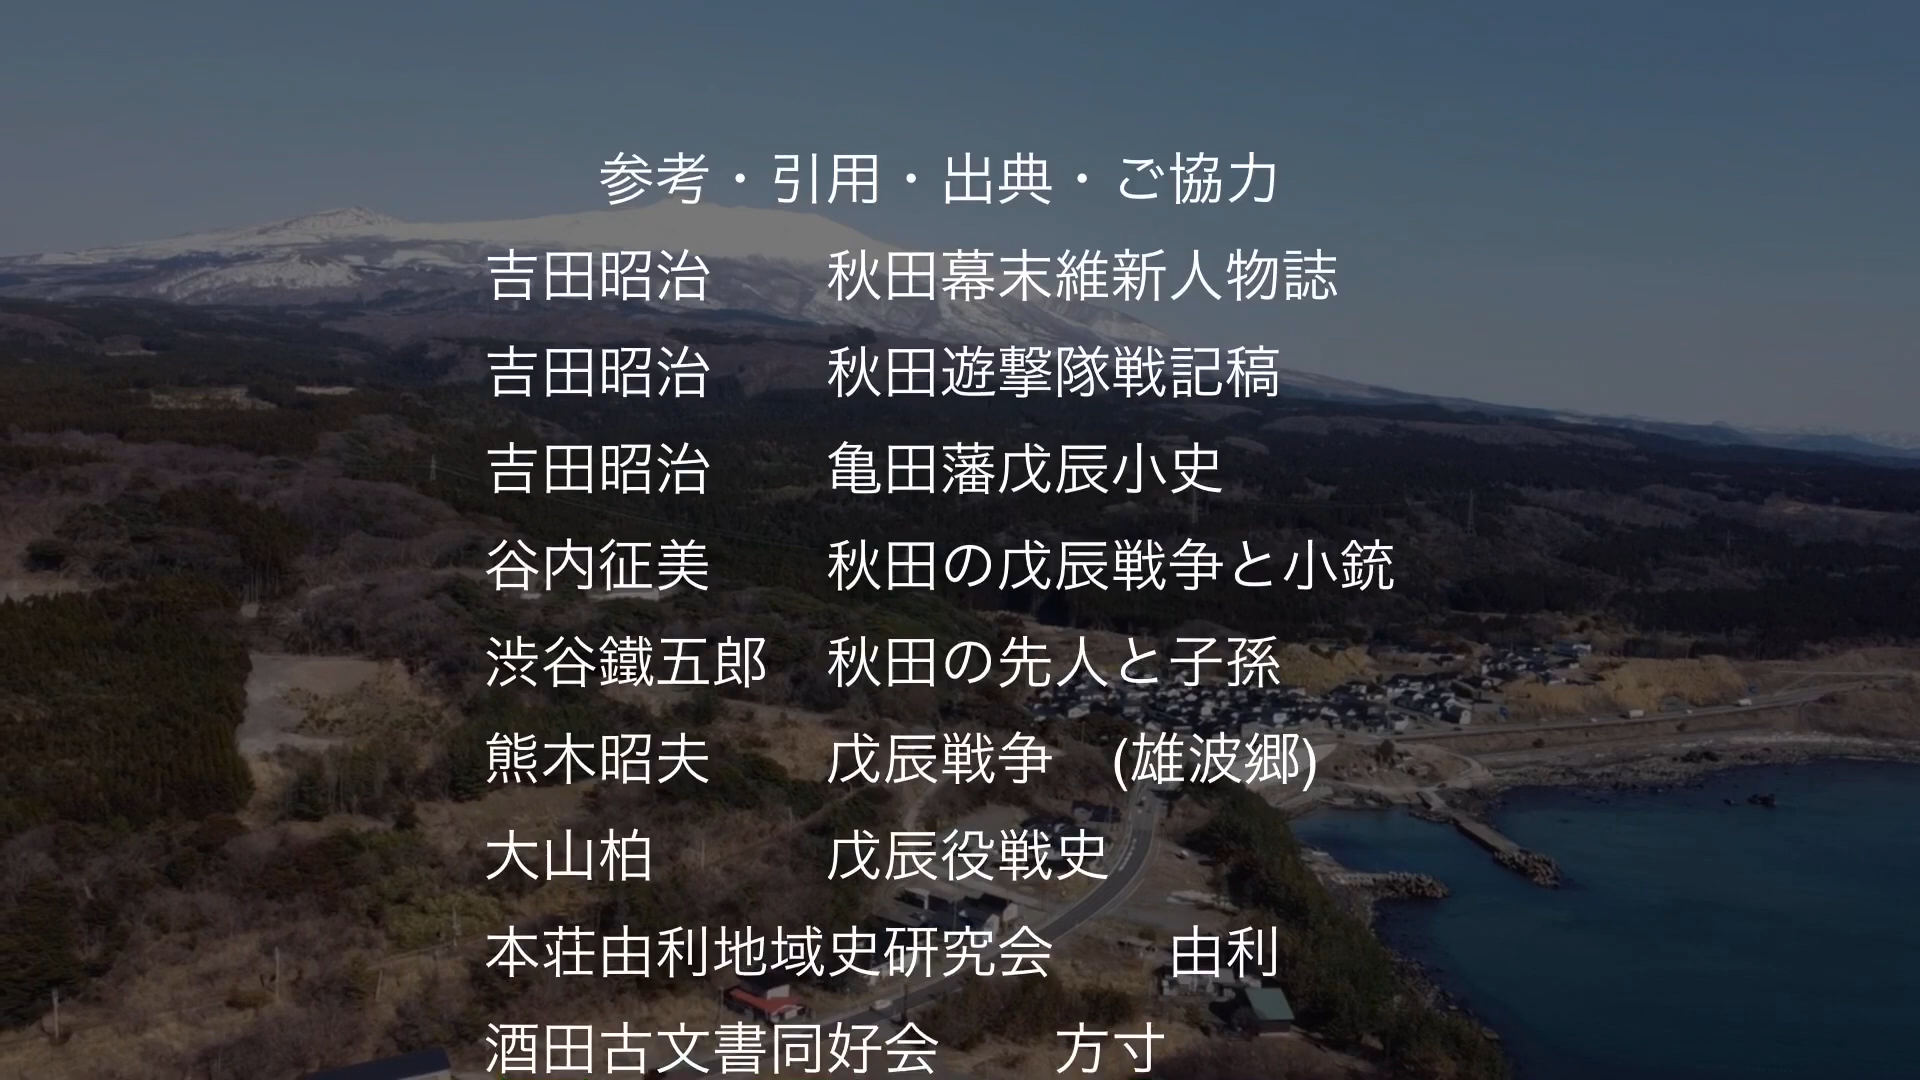 参考・引用・出典・ご協力
吉田昭治　　秋田幕末維新人物誌
吉田昭治　　秋田遊撃隊戦記稿
吉田昭治　　亀田藩戊辰小史
谷内征美　　秋田の戊辰戦争と小銃
渋谷鐵五郎　秋田の先人と子孫
熊木昭夫　　戊辰戦争　(雄波郷)
大山柏　　　戊辰役戦史
本荘由利地域史研究会　　由利
酒田古文書同好会　　方寸